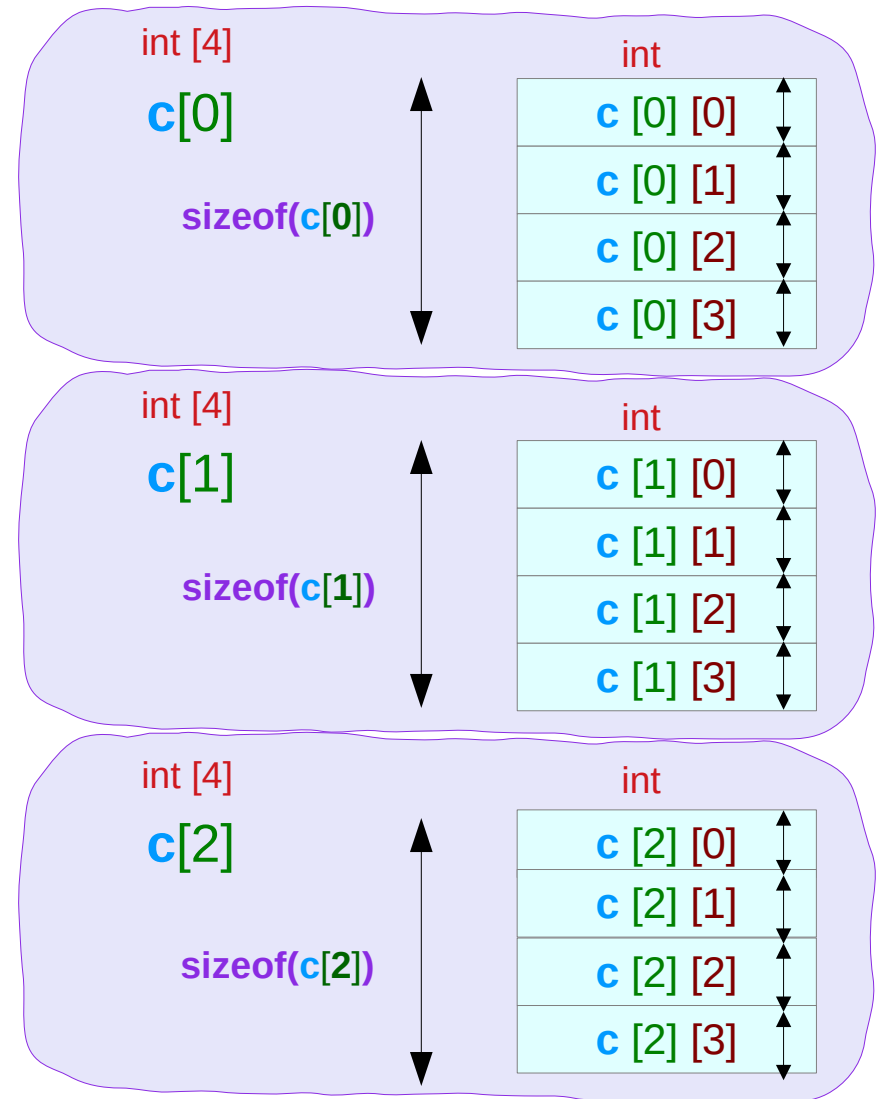 int [4]
int
c[0]
c [0] [0]
c [0] [1]
sizeof(c[0])
c [0] [2]
c [0] [3]
int [4]
int
c[1]
c [1] [0]
c [1] [1]
sizeof(c[1])
c [1] [2]
c [1] [3]
int [4]
int
c[2]
c [2] [0]
c [2] [1]
sizeof(c[2])
c [2] [2]
c [2] [3]